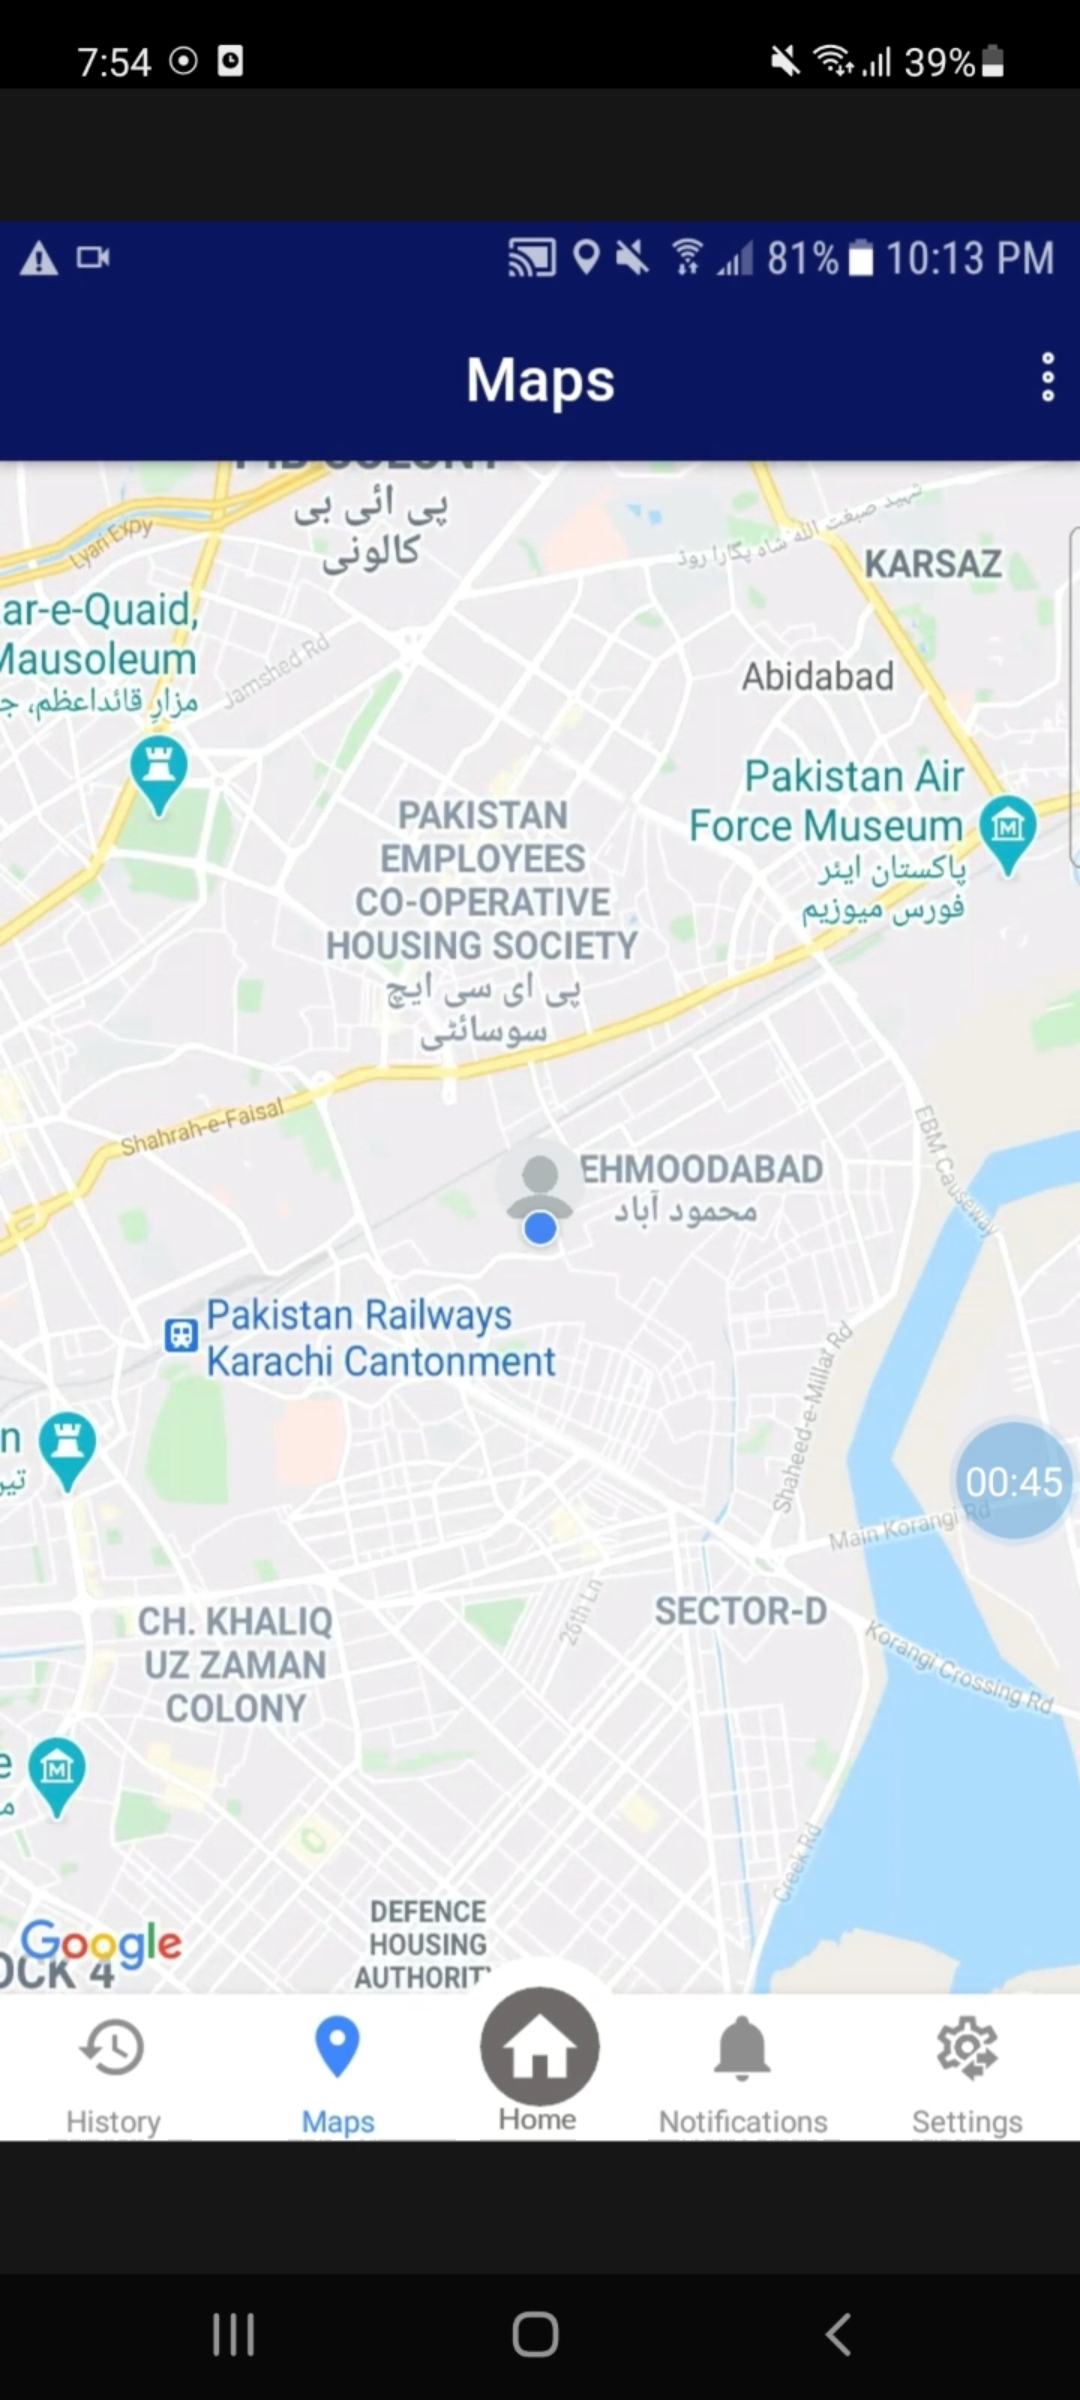 7:54
39%
81% 10:13 PM
Maps
پی ائی بی
کالونی
Lyari Expy
شہید صبغت اللہ شاہ پگارا روڈ
KARSAZ
ar-e-Quaid,
Mausoleum
مزارِ قائداعظم، ج
Jamshed Rd
Abidabad
Pakistan Air
Force Museum
پاکستان ایئر
فورس میوزیم
PAKISTAN
EMPLOYEES
CO-OPERATIVE
HOUSING SOCIETY
پی ای سی ایچ
سوسائٹی
Shahrah-e-Faisal
EBM Causeway
EHMOODABAD
محمود آباد
Pakistan Railways
Karachi Cantonment
Shaheed-e-Millat Rd
n
تیر
00:45
Main Korangi Rd
CH. KHALIQ
UZ ZAMAN
COLONY
26th Ln
SECTOR-D
Korangi Crossing Rd
e
م
Creek Rd
DEFENCE
HOUSING
AUTHORIT
Google
OCK 4
History
Maps
Home
Notifications
Settings